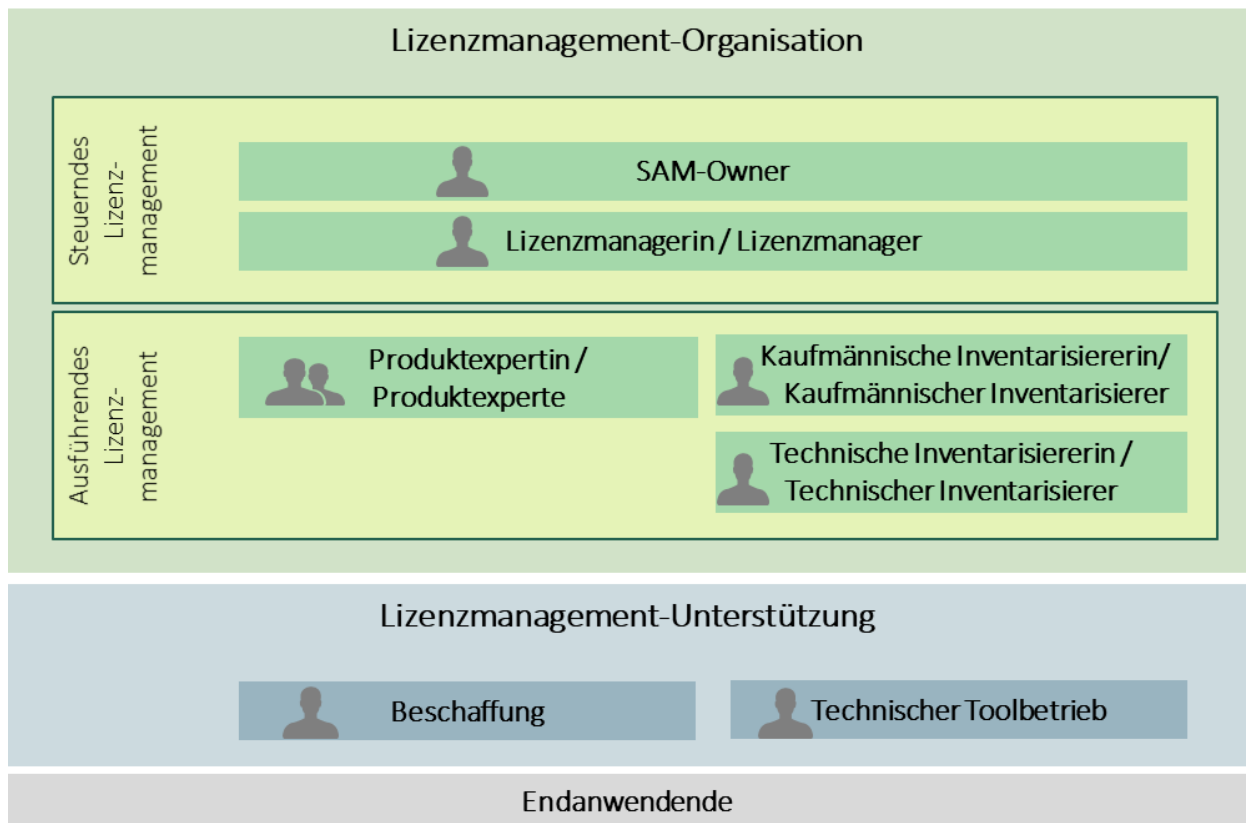 Lizenzmanagement-Organisation
Steuerndes
Lizenz-
management
SAM-Owner
Lizenzmanagerin / Lizenzmanager
Ausführendes
Lizenz-
management
Produktexpertin /
Produktexperte
Kaufmännische Inventarisiererin/
Kaufmännischer Inventarisierer
Technische Inventarisiererin /
Technischer Inventarisierer
Lizenzmanagement-Unterstützung
Beschaffung
Technischer Toolbetrieb
Endanwendende